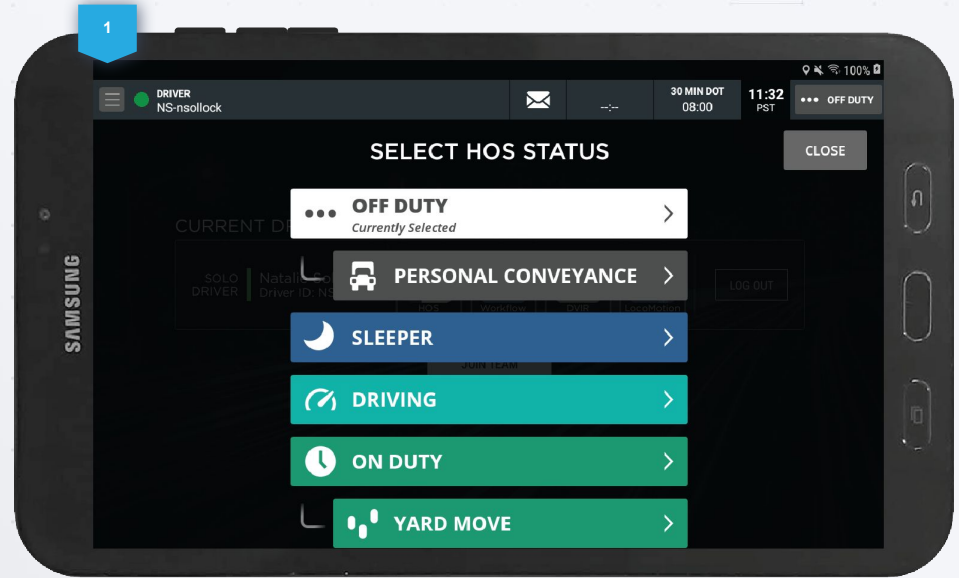 1
100%
DRIVER
NS-nsollock
--:--
30 MIN DOT
08:00
11:32
PST
OFF DUTY
SELECT HOS STATUS
CLOSE
OFF DUTY
Currently Selected
CURRENT
PERSONAL CONVEYANCE
SOLO
DRIVER
Driver ID: NS
HOS
Workflow
DVIR
LocoMotion
LOG OUT
SLEEPER
JOIN TEAM
DRIVING
ON DUTY
YARD MOVE
SAMSUNG